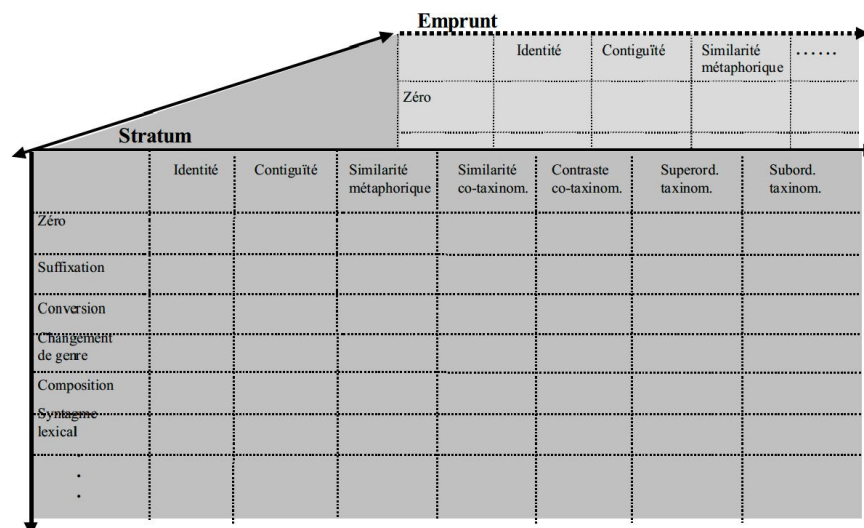 Emprunt
Identité Contiguïté Similarité ......
métaphorique
Zéro
Stratum
Identité Contiguïté Similarité Similarité Contraste Superord. Subord.
métaphorique co-taxinom. co-taxinom. taxinom. taxinom.
Zéro
Suffixation
Conversion
Changement
de genre
Composition
Syntagme
lexical
.
.
.